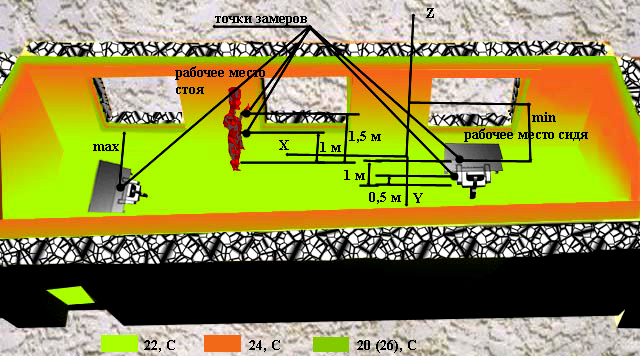 точки замеров
Z
рабочее место
стоя
min
рабочее место сидя
1,5 м
max
X
1 м
1 м
0,5 м
Y
22, С
24, С
20 (26), С